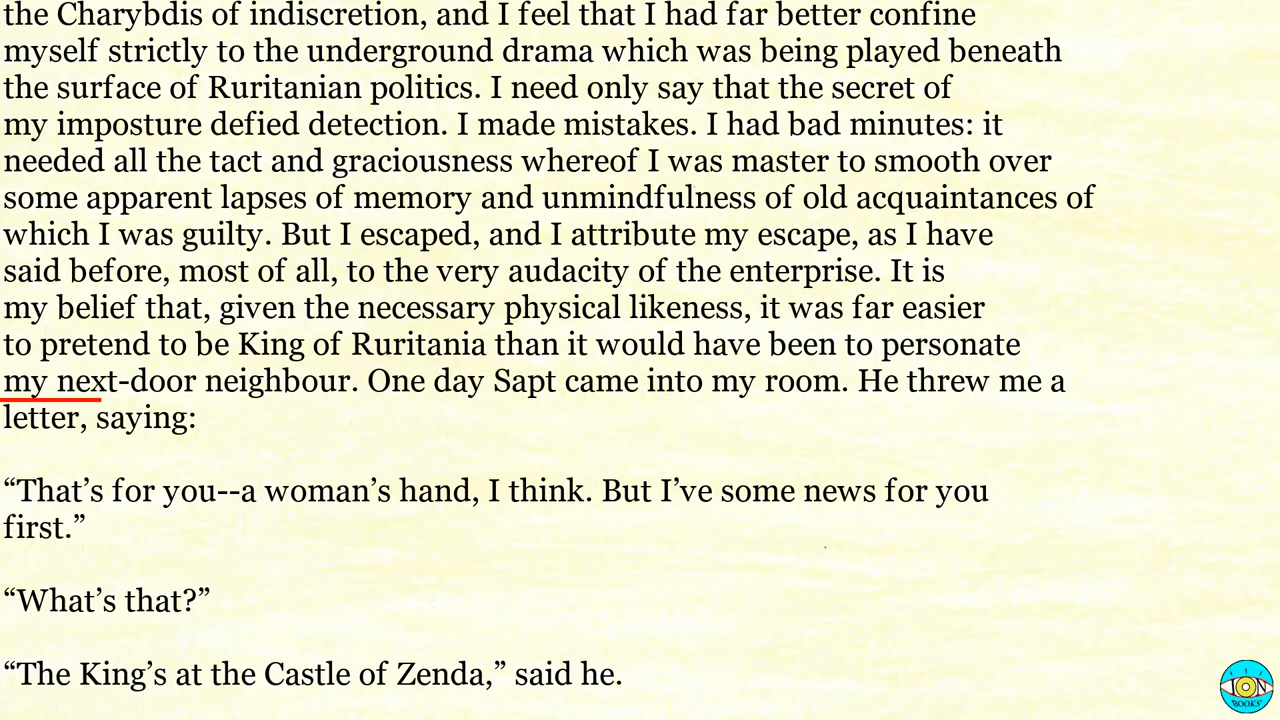 the Charybdis of indiscretion, and I feel that I had far better confine
myself strictly to the underground drama which was being played beneath
the surface of Ruritanian politics. I need only say that the secret of
my imposture defied detection. I made mistakes. I had bad minutes: it
needed all the tact and graciousness whereof I was master to smooth over
some apparent lapses of memory and unmindfulness of old acquaintances of
which I was guilty. But I escaped, and I attribute my escape, as I have
said before, most of all, to the very audacity of the enterprise. It is
my belief that, given the necessary physical likeness, it was far easier
to pretend to be King of Ruritania than it would have been to personate
my next-door neighbour. One day Sapt came into my room. He threw me a
letter, saying:
“That’s for you--a woman’s hand, I think. But I’ve some news for you
first.”
“What’s that?”
“The King’s at the Castle of Zenda,” said he.
ION
BOOKS